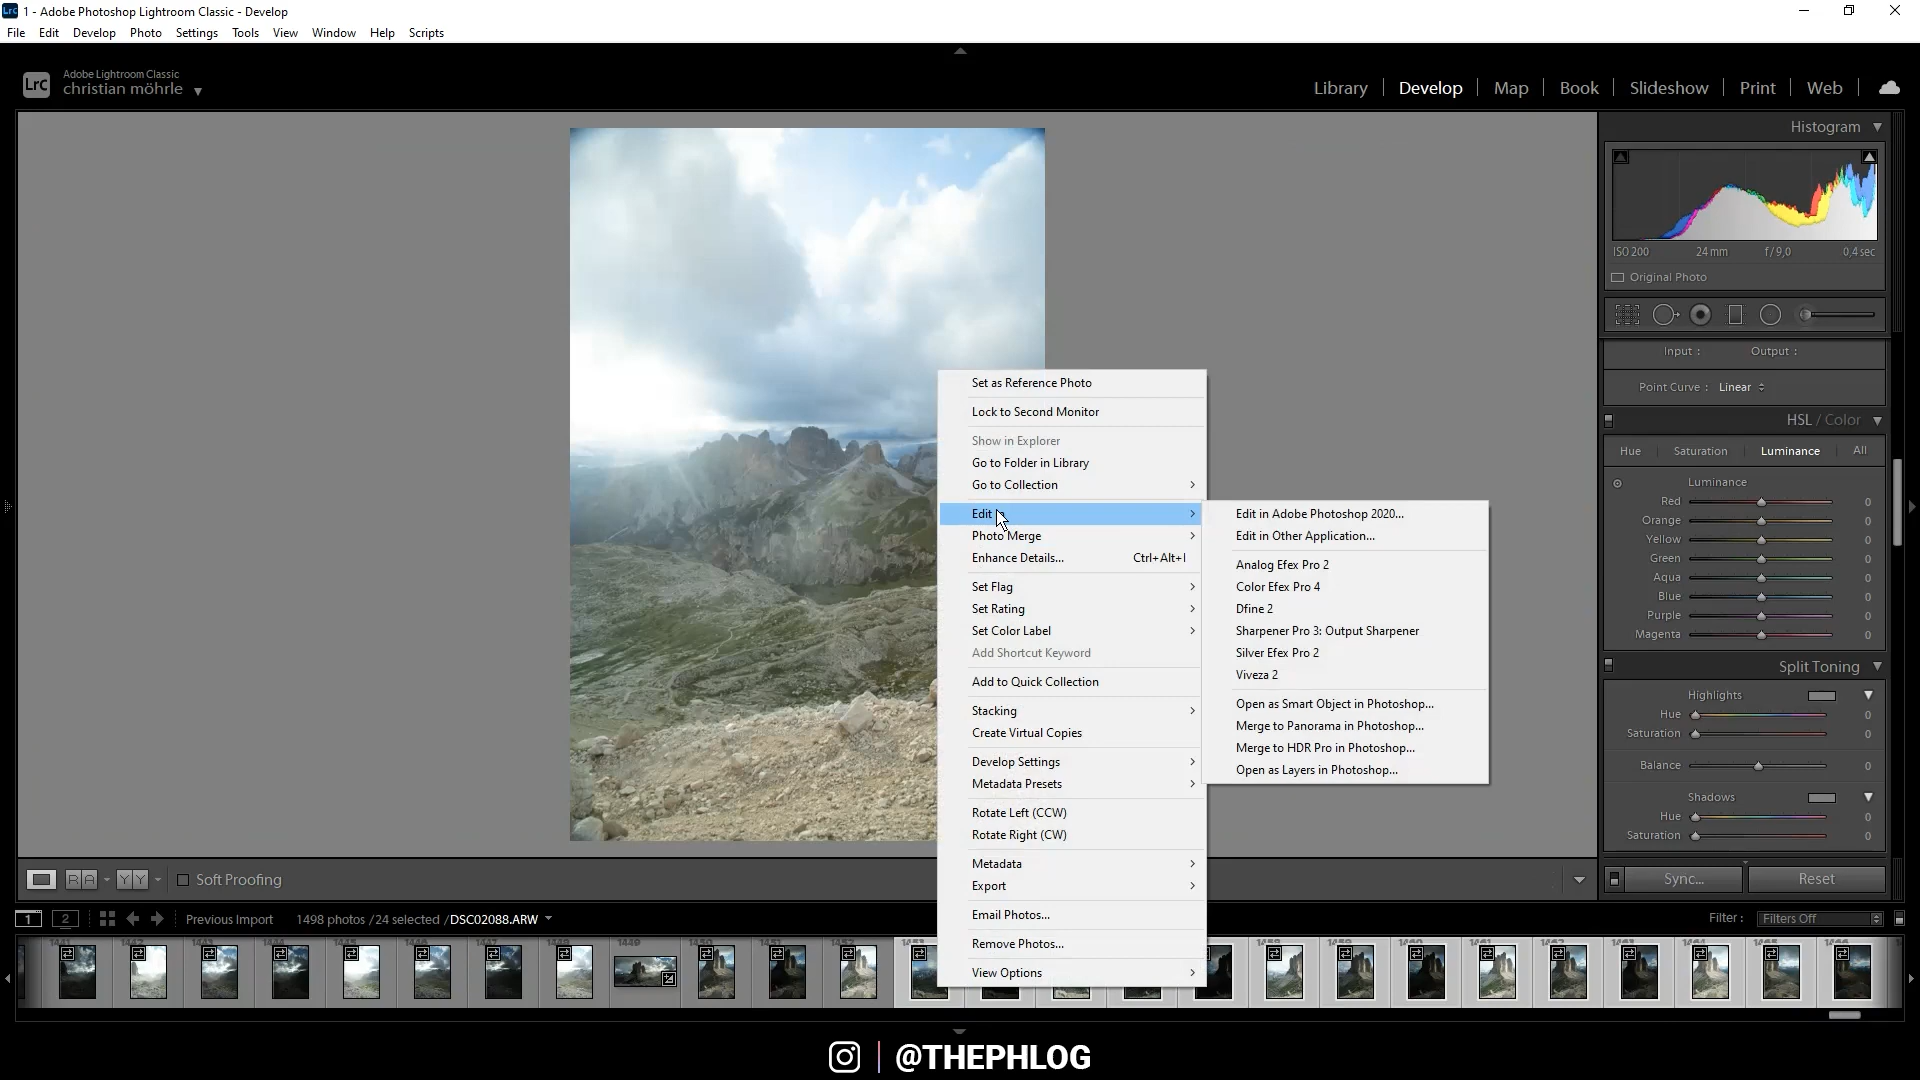 Lrc 1 - Adobe Photoshop Lightroom Classic - Develop
File Edit Develop Photo Settings Tools View Window Help Scripts
Lrc
Adobe Lightroom Classic
christian möhrle
Library Develop Map Book Slideshow Print Web
Histogram
ISO 200 24 mm f / 9,0 0,4 sec
Original Photo
Input : Output :
Point Curve : Linear
HSL / Color
Hue Saturation Luminance All
Luminance
Red 0
Orange 0
Yellow 0
Green 0
Aqua 0
Blue 0
Purple 0
Magenta 0
Split Toning
Highlights
Hue 0
Saturation 0
Balance 0
Shadows
Hue 0
Saturation 0
Sync... Reset
Set as Reference Photo
Lock to Second Monitor
Show in Explorer
Go to Folder in Library
Go to Collection
Edit
Photo Merge
Enhance Details... Ctrl+Alt+I
Set Flag
Set Rating
Set Color Label
Add Shortcut Keyword
Add to Quick Collection
Stacking
Create Virtual Copies
Develop Settings
Metadata Presets
Rotate Left (CCW)
Rotate Right (CW)
Metadata
Export
Email Photos...
Remove Photos...
View Options
Edit in Adobe Photoshop 2020...
Edit in Other Application...
Analog Efex Pro 2
Color Efex Pro 4
Dfine 2
Sharpener Pro 3: Output Sharpener
Silver Efex Pro 2
Viveza 2
Open as Smart Object in Photoshop...
Merge to Panorama in Photoshop...
Merge to HDR Pro in Photoshop...
Open as Layers in Photoshop...
R A Y Y Soft Proofing
1 2 Previous Import 1498 photos / 24 selected / DSC02088.ARW
Filter : Filters Off
@THEPHLOG